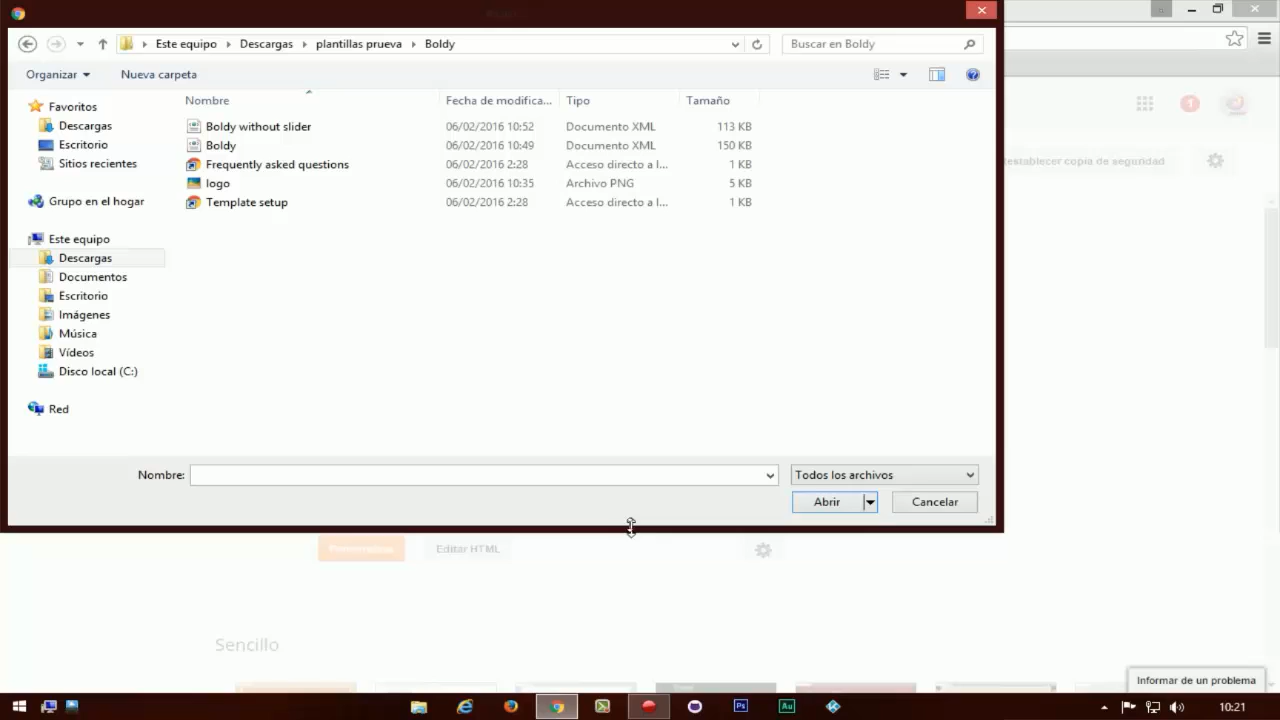 Este equipo Descargas plantillas prueva Boldy
Buscar en Boldy
Organizar Nueva carpeta
Nombre Fecha de modifica... Tipo Tamaño
Favoritos
Descargas
Escritorio
Sitios recientes
Grupo en el hogar
Este equipo
Descargas
Documentos
Escritorio
Imágenes
Música
Vídeos
Disco local (C:)
Red
Boldy without slider 06/02/2016 10:52 Documento XML 113 KB
Boldy 06/02/2016 10:49 Documento XML 150 KB
Frequently asked questions 06/02/2016 2:28 Acceso directo a I... 1 KB
logo 06/02/2016 10:35 Archivo PNG 5 KB
Template setup 06/02/2016 2:28 Acceso directo a I... 1 KB
establecer copia de seguridad
1
Nombre:
Todos los archivos
Abrir Cancelar
Editar HTML
Sencillo
Informar de un problema
Ps
Au
10:21